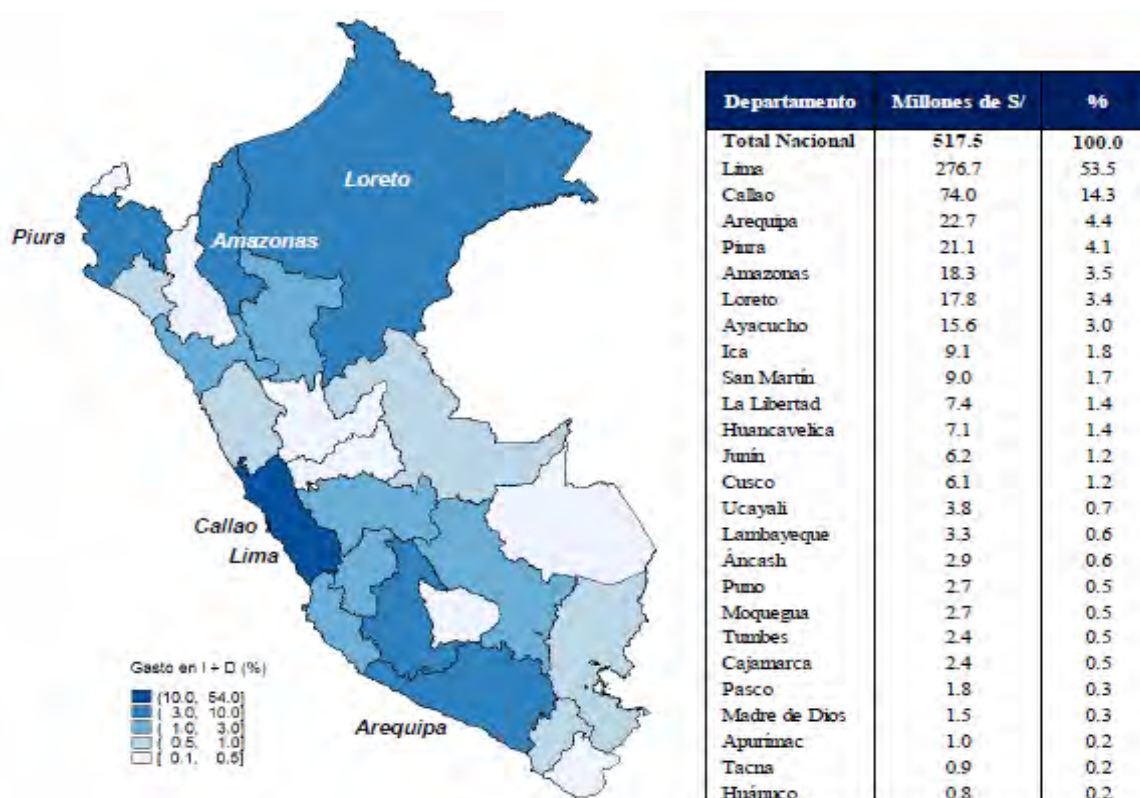 Loreto
Piura
Amazonas
Callao
Lima
Arequipa
Gasto en I + D (%)
(10.0, 54.0]
( 3.0, 10.0]
( 1.0, 3.0]
( 0.5, 1.0]
[ 0.1, 0.5]
Departamento Millones de S/ %
Total Nacional 517.5 100.0
Lima 276.7 53.5
Callao 74.0 14.3
Arequipa 22.7 4.4
Piura 21.1 4.1
Amazonas 18.3 3.5
Loreto 17.8 3.4
Ayacucho 15.6 3.0
Ica 9.1 1.8
San Martín 9.0 1.7
La Libertad 7.4 1.4
Huancavelica 7.1 1.4
Junín 6.2 1.2
Cusco 6.1 1.2
Ucayali 3.8 0.7
Lambayeque 3.3 0.6
Áncash 2.9 0.6
Puno 2.7 0.5
Moquegua 2.7 0.5
Tumbes 2.4 0.5
Cajamarca 2.4 0.5
Pasco 1.8 0.3
Madre de Dios 1.5 0.3
Apurímac 1.0 0.2
Tacna 0.9 0.2
Huánuco 0.8 0.2